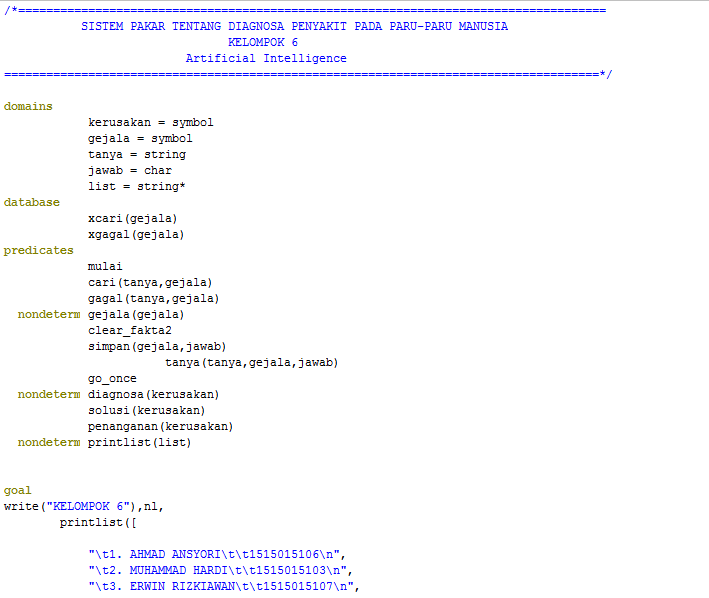 /*====================================================================================
SISTEM PAKAR TENTANG DIAGNOSA PENYAKIT PADA PARU-PARU MANUSIA
KELOMPOK 6
Artificial Intelligence
=====================================================================================*/
domains
kerusakan = symbol
gejala = symbol
tanya = string
jawab = char
list = string*
database
xcari(gejala)
xgagal(gejala)
predicates
mulai
cari(tanya,gejala)
gagal(tanya,gejala)
nondeterm gejala(gejala)
clear_fakta2
simpan(gejala,jawab)
tanya(tanya,gejala,jawab)
go_once
nondeterm diagnosa(kerusakan)
solusi(kerusakan)
penanganan(kerusakan)
nondeterm printlist(list)
goal
write("KELOMPOK 6"),nl,
printlist([
"\t1. AHMAD ANSYORI\t\t1515015106\n",
"\t2. MUHAMMAD HARDI\t\t1515015103\n",
"\t3. ERWIN RIZKIAWAN\t\t1515015107\n",